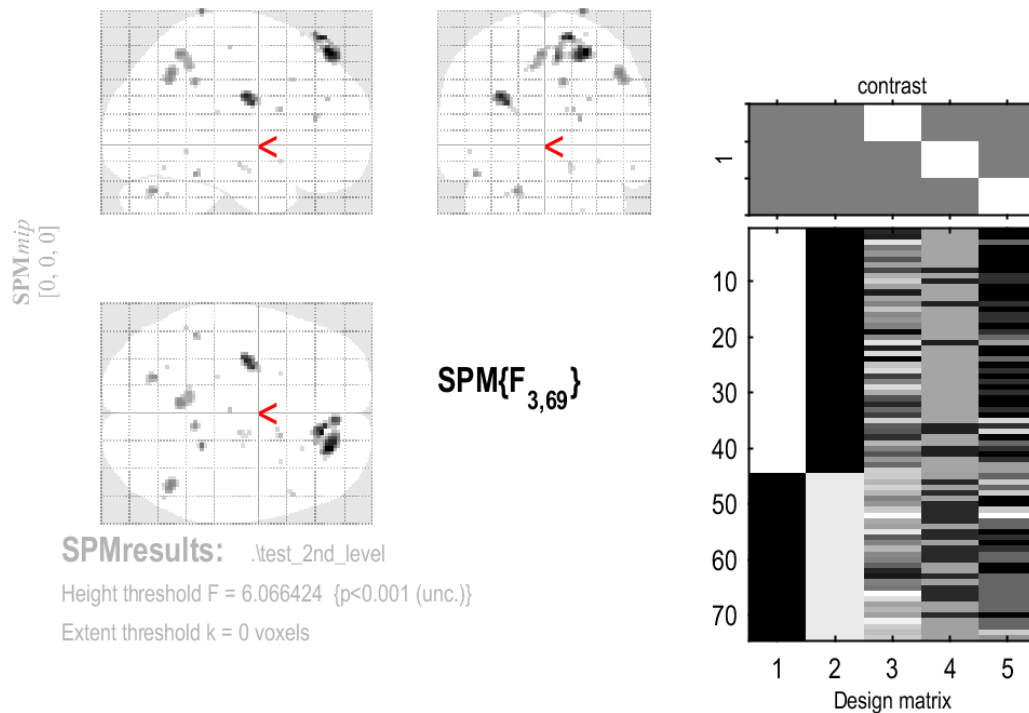 SPMmip
[0, 0, 0]
<
<
<
SPM{F3,69}
SPMresults: .\test_2nd_level
Height threshold F = 6.066424 {p<0.001 (unc.)}
Extent threshold k = 0 voxels
contrast
1
10
20
30
40
50
60
70
1 2 3 4 5
Design matrix